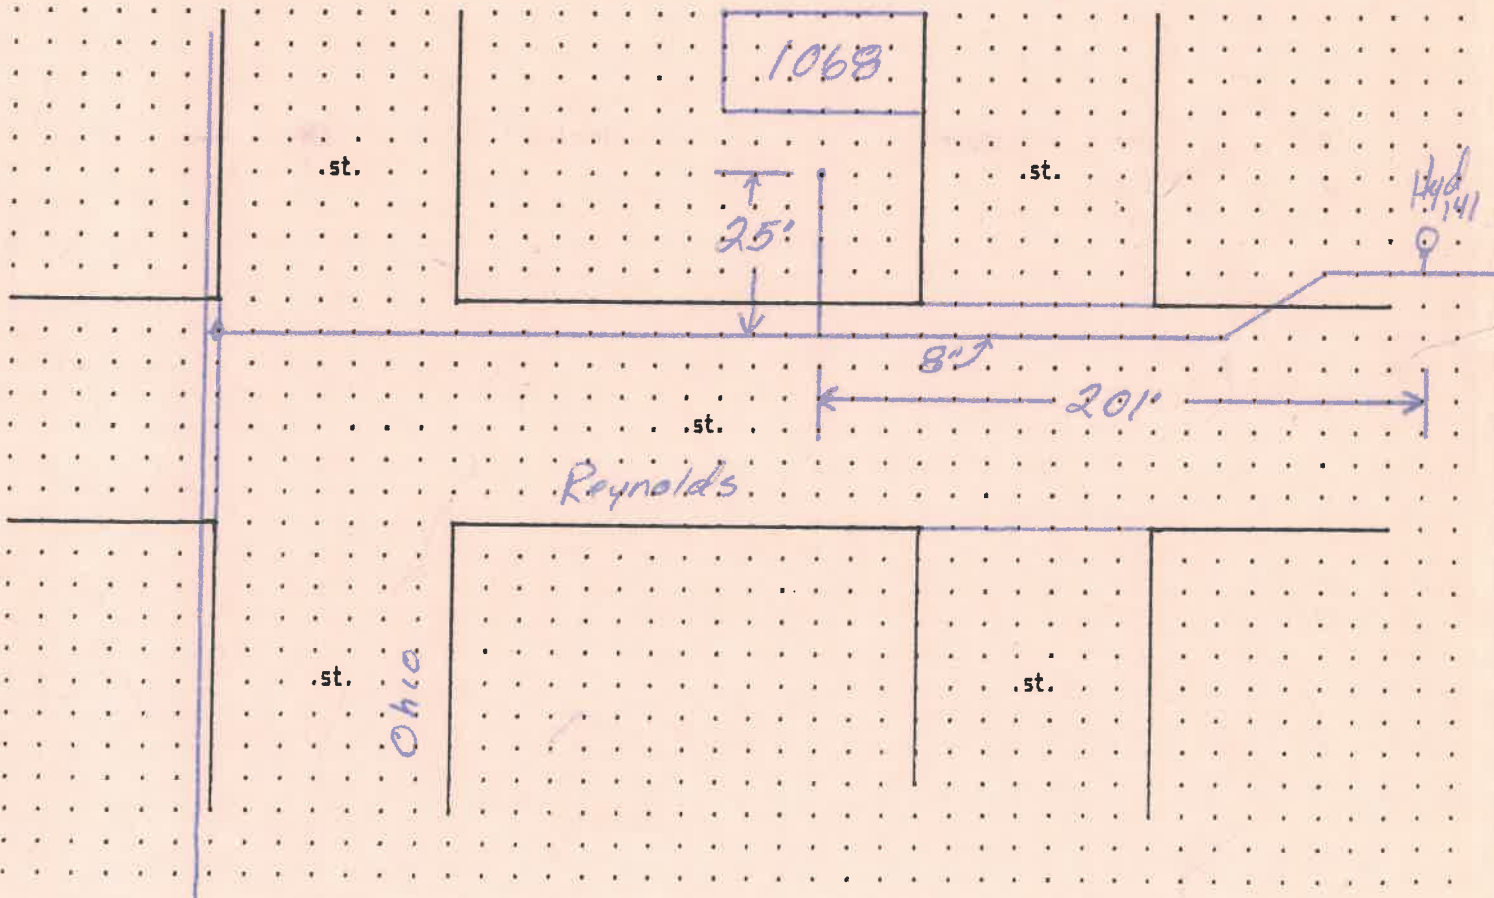 1068
.st.
.st.
Hyd
141
25'
8"
201'
.st.
Reynolds
Ohio
.st.
.st.